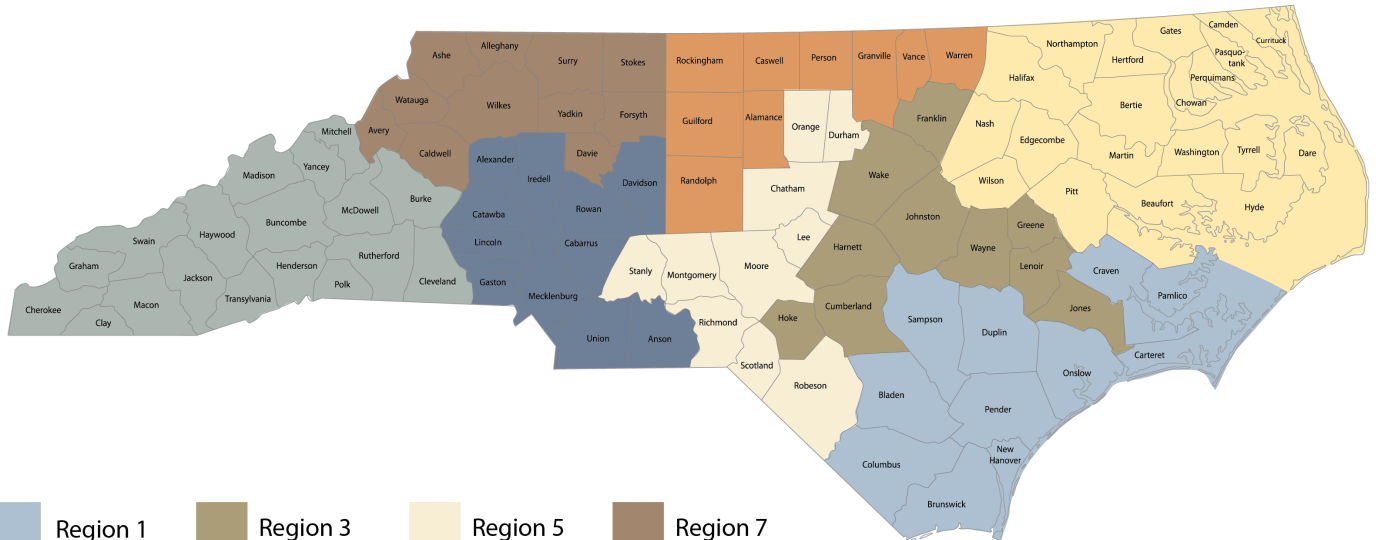 Ashe
Alleghany
Surry
Stokes
Rockingham
Caswell
Person
Granville
Vance
Warren
Northampton
Gates
Camden
Currituck
Hertford
Pasquo-
tank
Perquimans
Halifax
Chowan
Bertie
Watauga
Wilkes
Yadkin
Forsyth
Guilford
Alamance
Orange
Durham
Franklin
Nash
Edgecombe
Martin
Washington
Tyrrell
Dare
Mitchell
Avery
Caldwell
Alexander
Davie
Iredell
Davidson
Randolph
Chatham
Wake
Wilson
Pitt
Beaufort
Hyde
Madison
Yancey
Burke
McDowell
Buncombe
Haywood
Swain
Catawba
Rowan
Lincoln
Cabarrus
Lee
Johnston
Greene
Wayne
Harnett
Lenoir
Craven
Pamlico
Graham
Jackson
Henderson
Rutherford
Polk
Cleveland
Gaston
Mecklenburg
Stanly
Montgomery
Moore
Cherokee
Clay
Macon
Transylvania
Union
Anson
Richmond
Hoke
Cumberland
Sampson
Duplin
Jones
Carteret
Onslow
Scotland
Robeson
Bladen
Pender
Columbus
New
Hanover
Brunswick
Region 1
Region 3
Region 5
Region 7